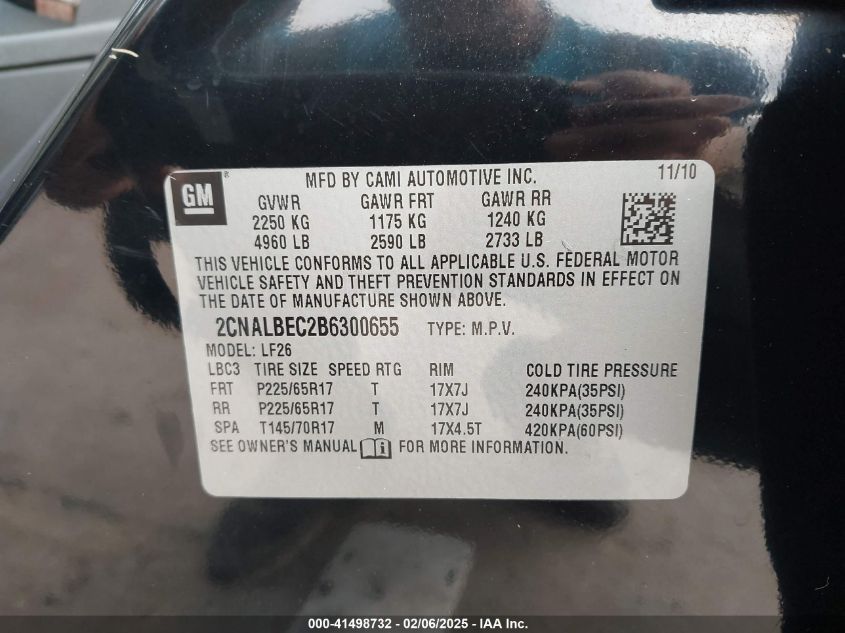 GM
MFD BY CAMI AUTOMOTIVE INC. 11/10
GVWR GAWR FRT GAWR RR
2250 KG 1175 KG 1240 KG
4960 LB 2590 LB 2733 LB
THIS VEHICLE CONFORMS TO ALL APPLICABLE U.S. FEDERAL MOTOR
VEHICLE SAFETY AND THEFT PREVENTION STANDARDS IN EFFECT ON
THE DATE OF MANUFACTURE SHOWN ABOVE.
2CNALBEC2B6300655 TYPE: M.P.V.
MODEL: LF26
LBC3 TIRE SIZE SPEED RTG RIM COLD TIRE PRESSURE
FRT P225/65R17 T 17X7J 240KPA(35PSI)
RR P225/65R17 T 17X7J 240KPA(35PSI)
SPA T145/70R17 M 17X4.5T 420KPA(60PSI)
SEE OWNER'S MANUAL i FOR MORE INFORMATION.
000-41498732 - 02/06/2025 - IAA Inc.